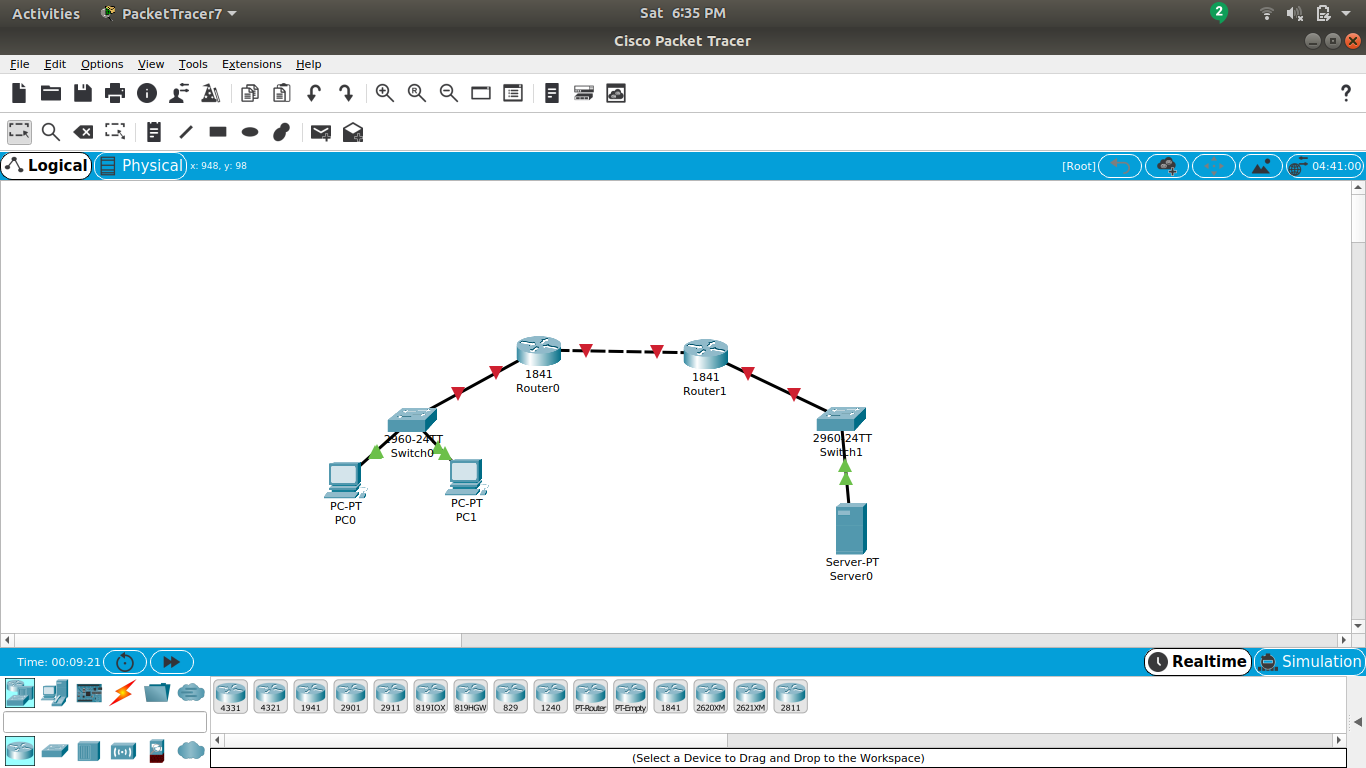 Activities PacketTracer7 Sat 6:35 PM 2
Cisco Packet Tracer
File Edit Options View Tools Extensions Help
Logical Physical x: 948, y: 98 [Root] 04:41:00
1841
Router0
1841
Router1
2960-24TT
Switch0
2960-24TT
Switch1
PC-PT
PC0
PC-PT
PC1
Server-PT
Server0
Time: 00:09:21 Realtime Simulation
4331 4321 1941 2901 2911 819IOX 819HGW 829 1240 PT-Router PT-Empty 1841 2620XM 2621XM 2811
(Select a Device to Drag and Drop to the Workspace)